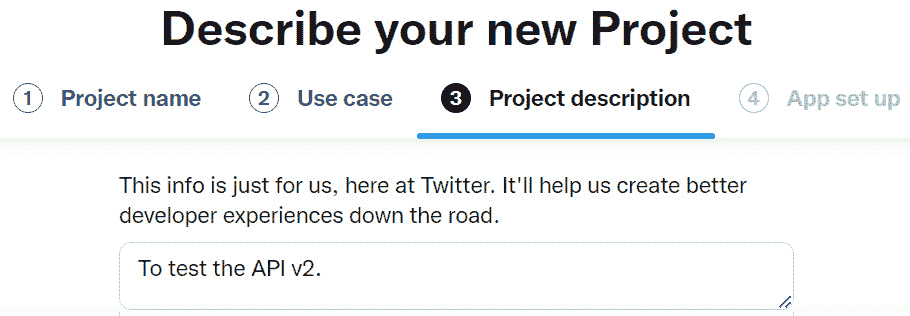 Describe your new Project
1 Project name 2 Use case 3 Project description 4 App set up
This info is just for us, here at Twitter. It'll help us create better
developer experiences down the road.
To test the API v2.